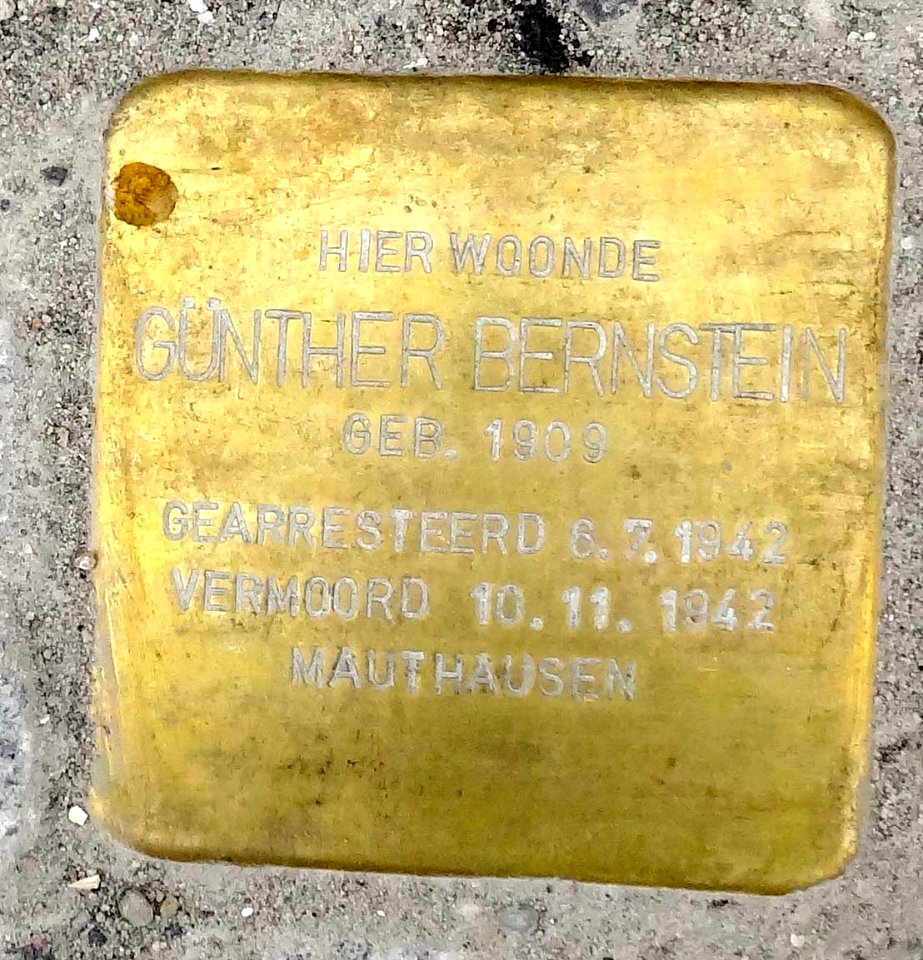 HIER WOONDE
GÜNTHER BERNSTEIN
GEB. 1909
GEARRESTEERD 6.7.1942
VERMOORD 10.11.1942
MAUTHAUSEN